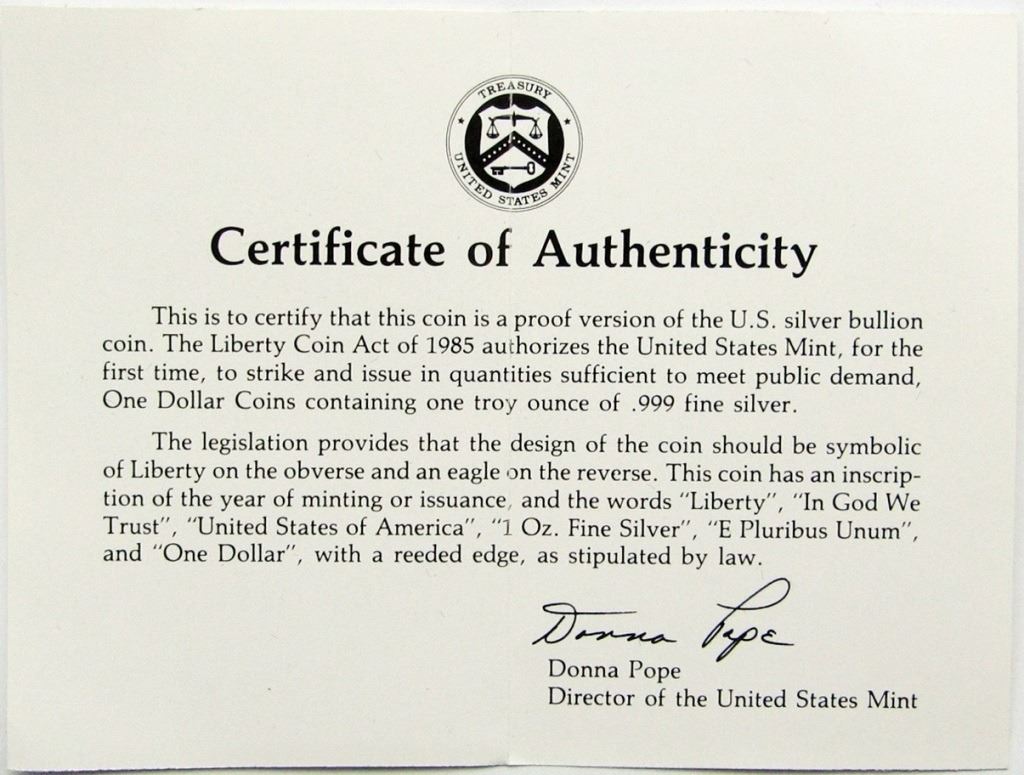 TREASURY
UNITED STATES MINT
Certificate of Authenticity
This is to certify that this coin is a proof version of the U.S. silver bullion
coin. The Liberty Coin Act of 1985 authorizes the United States Mint, for the
first time, to strike and issue in quantities sufficient to meet public demand,
One Dollar Coins containing one troy ounce of .999 fine silver.
The legislation provides that the design of the coin should be symbolic
of Liberty on the obverse and an eagle on the reverse. This coin has an inscrip-
tion of the year of minting or issuance, and the words "Liberty", "In God We
Trust", "United States of America", "1 Oz. Fine Silver", "E Pluribus Unum",
and "One Dollar", with a reeded edge, as stipulated by law.
Donna Pope
Donna Pope
Director of the United States Mint